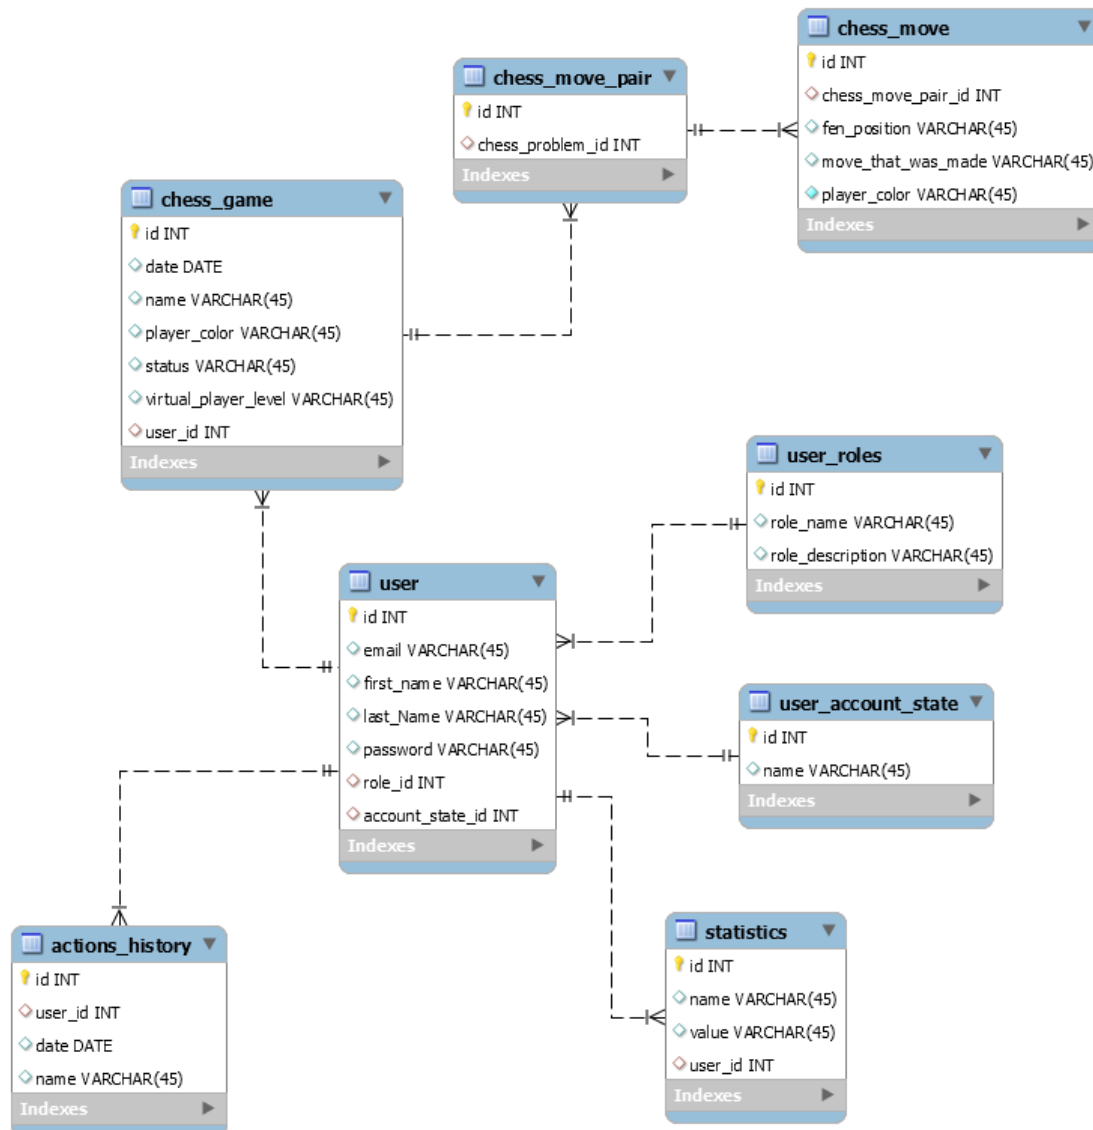 chess_move
id INT
chess_move_pair_id INT
fen_position VARCHAR(45)
move_that_was_made VARCHAR(45)
player_color VARCHAR(45)
Indexes
chess_move_pair
id INT
chess_problem_id INT
Indexes
chess_game
id INT
date DATE
name VARCHAR(45)
player_color VARCHAR(45)
status VARCHAR(45)
virtual_player_level VARCHAR(45)
user_id INT
Indexes
user_roles
id INT
role_name VARCHAR(45)
role_description VARCHAR(45)
Indexes
user
id INT
email VARCHAR(45)
first_name VARCHAR(45)
last_Name VARCHAR(45)
password VARCHAR(45)
role_id INT
account_state_id INT
Indexes
user_account_state
id INT
name VARCHAR(45)
Indexes
actions_history
id INT
user_id INT
date DATE
name VARCHAR(45)
Indexes
statistics
id INT
name VARCHAR(45)
value VARCHAR(45)
user_id INT
Indexes